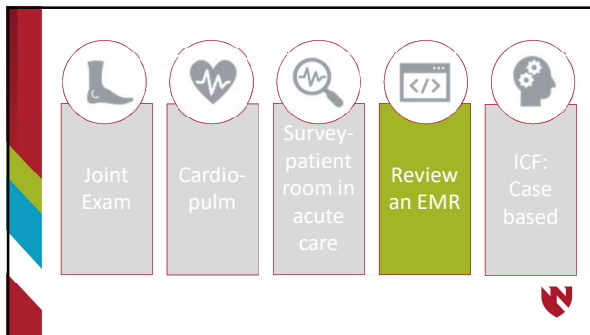 Joint
Exam
Cardio-
pulm
Survey-
patient
room in
acute
care
</>
Review
an EMR
ICF:
Case
based
N